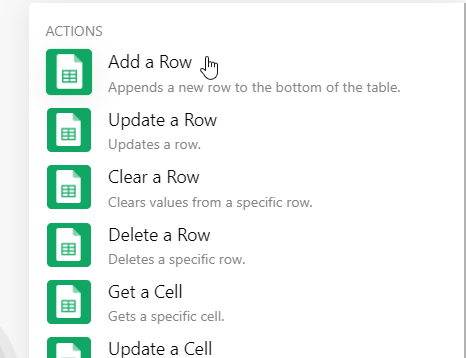 ACTIONS
Add a Row
Appends a new row to the bottom of the table.
Update a Row
Updates a row.
Clear a Row
Clears values from a specific row.
Delete a Row
Deletes a specific row.
Get a Cell
Gets a specific cell.
Update a Cell